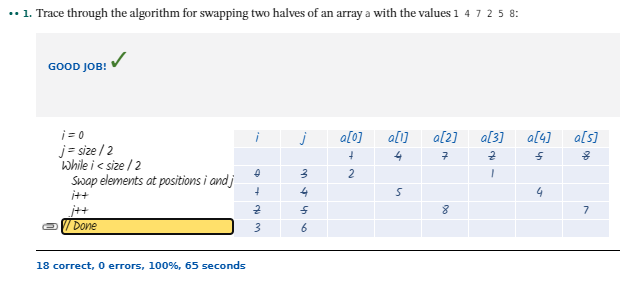 •• 1. Trace through the algorithm for swapping two halves of an array a with the values 1 4 7 2 5 8:
GOOD JOB! ✓
i = 0
j = size / 2
While i < size / 2
Swap elements at positions i and j
i++
j++
// Done
i j a[0] a[1] a[2] a[3] a[4] a[5]
1 4 7 2 5 8
0 3 2 1
1 4 5 4
2 5 8 7
3 6
18 correct, 0 errors, 100%, 65 seconds